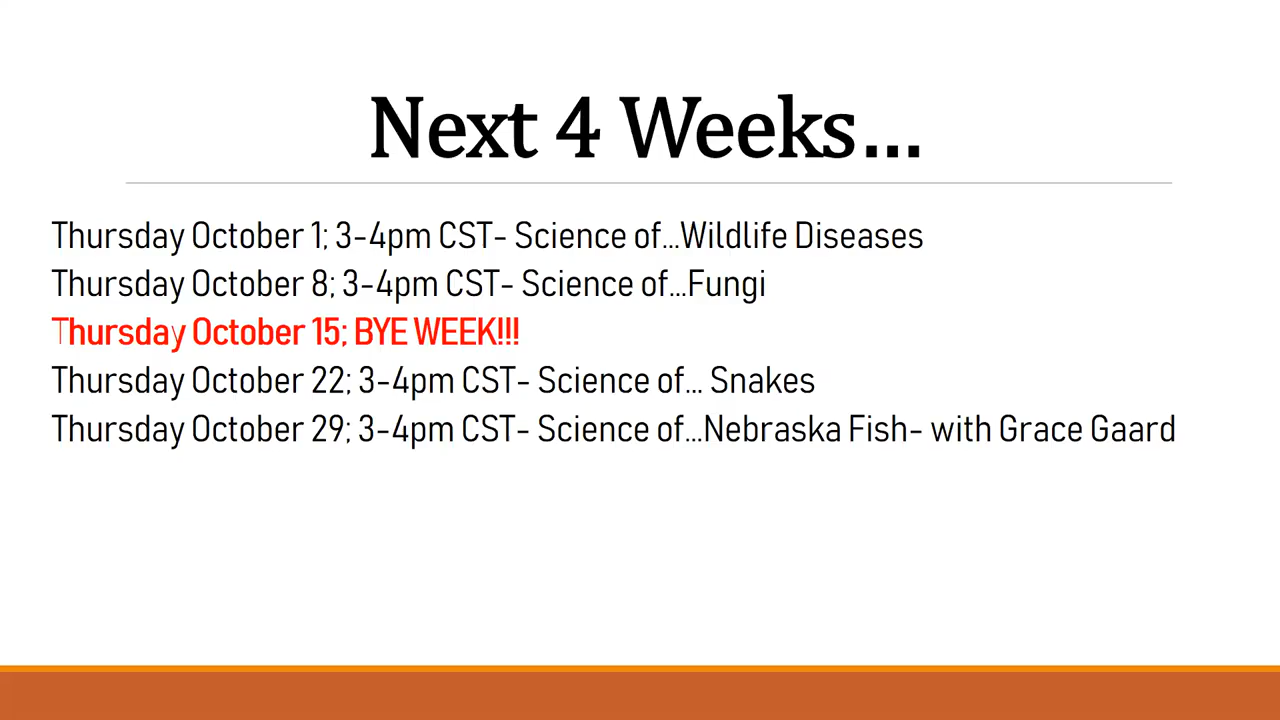 Next 4 Weeks...
Thursday October 1; 3-4pm CST- Science of...Wildlife Diseases
Thursday October 8; 3-4pm CST- Science of...Fungi
Thursday October 15; BYE WEEK!!!
Thursday October 22; 3-4pm CST- Science of... Snakes
Thursday October 29; 3-4pm CST- Science of...Nebraska Fish- with Grace Gaard